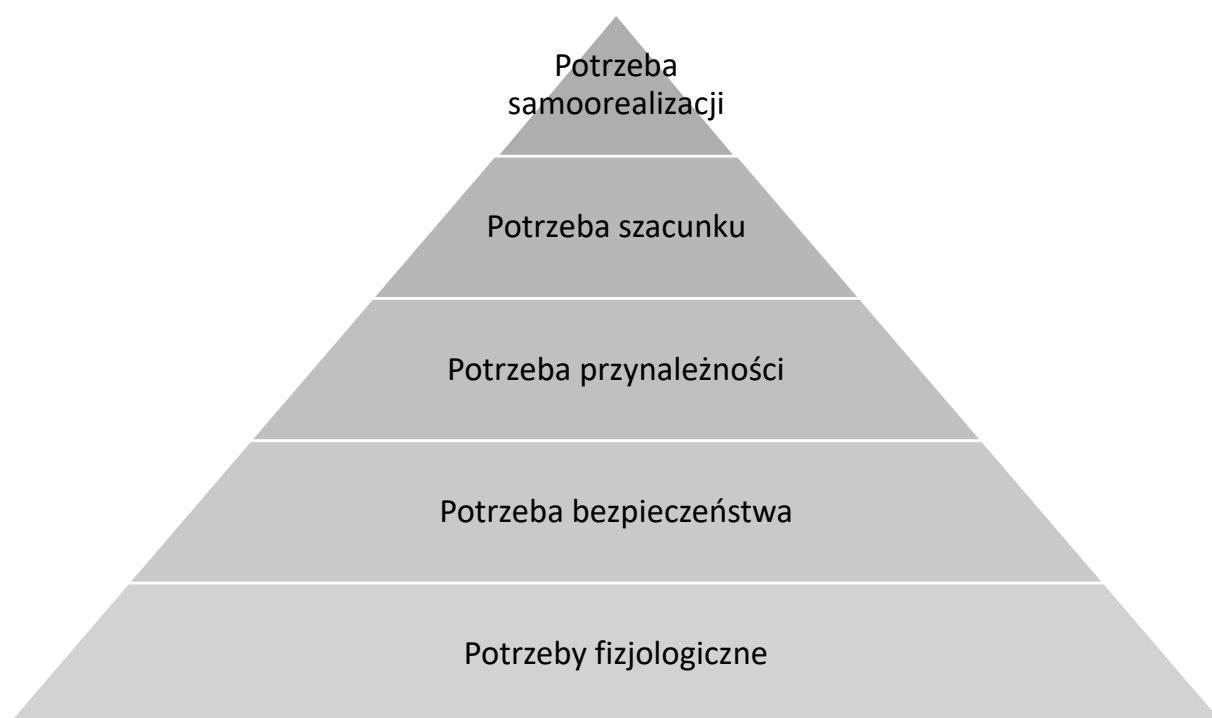 Potrzeba
samoorealizacji
Potrzeba szacunku
Potrzeba przynależności
Potrzeba bezpieczeństwa
Potrzeby fizjologiczne